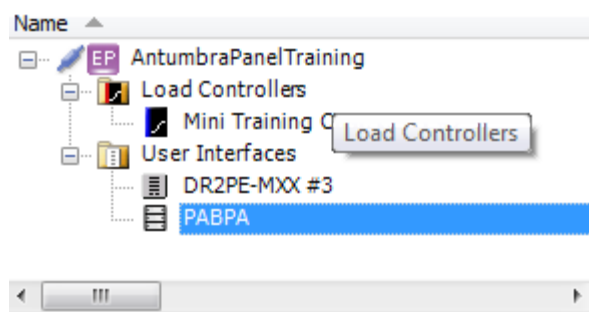 Name
EP AntumbraPanelTraining
Load Controllers
Mini Training
Load Controllers
User Interfaces
DR2PE-MXX #3
PABPA